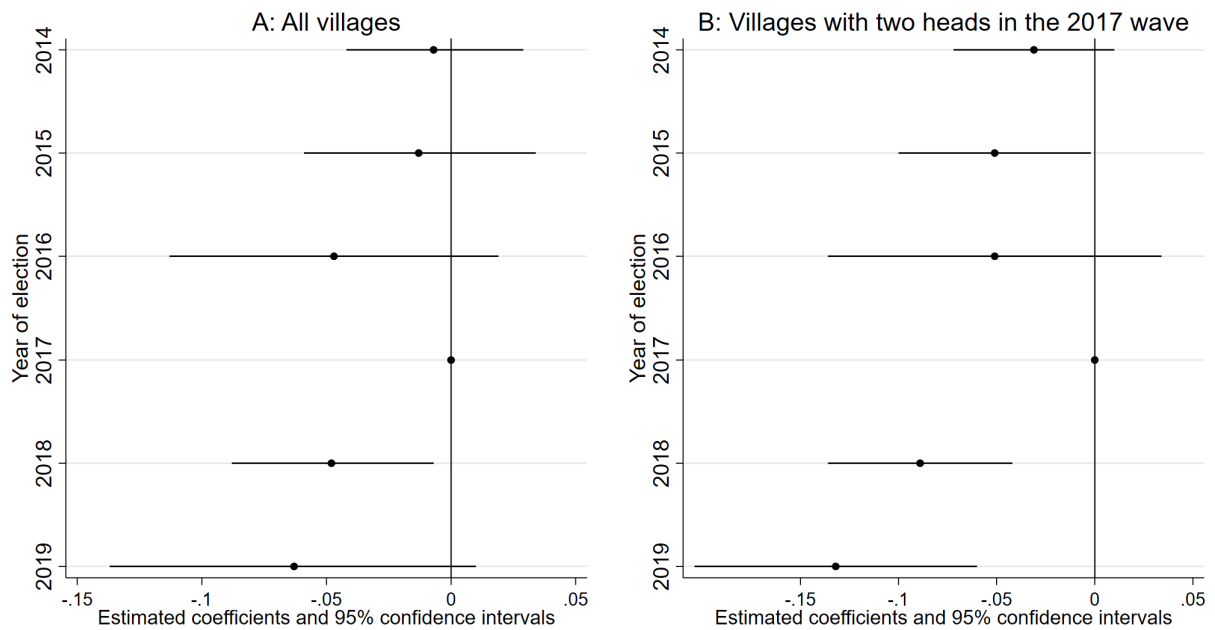 A: All villages
Year of election
2014
2015
2016
2017
2018
2019
-.15 -.1 -.05 0 .05
Estimated coefficients and 95% confidence intervals
B: Villages with two heads in the 2017 wave
Year of election
2014
2015
2016
2017
2018
2019
-.15 -.1 -.05 0 .05
Estimated coefficients and 95% confidence intervals